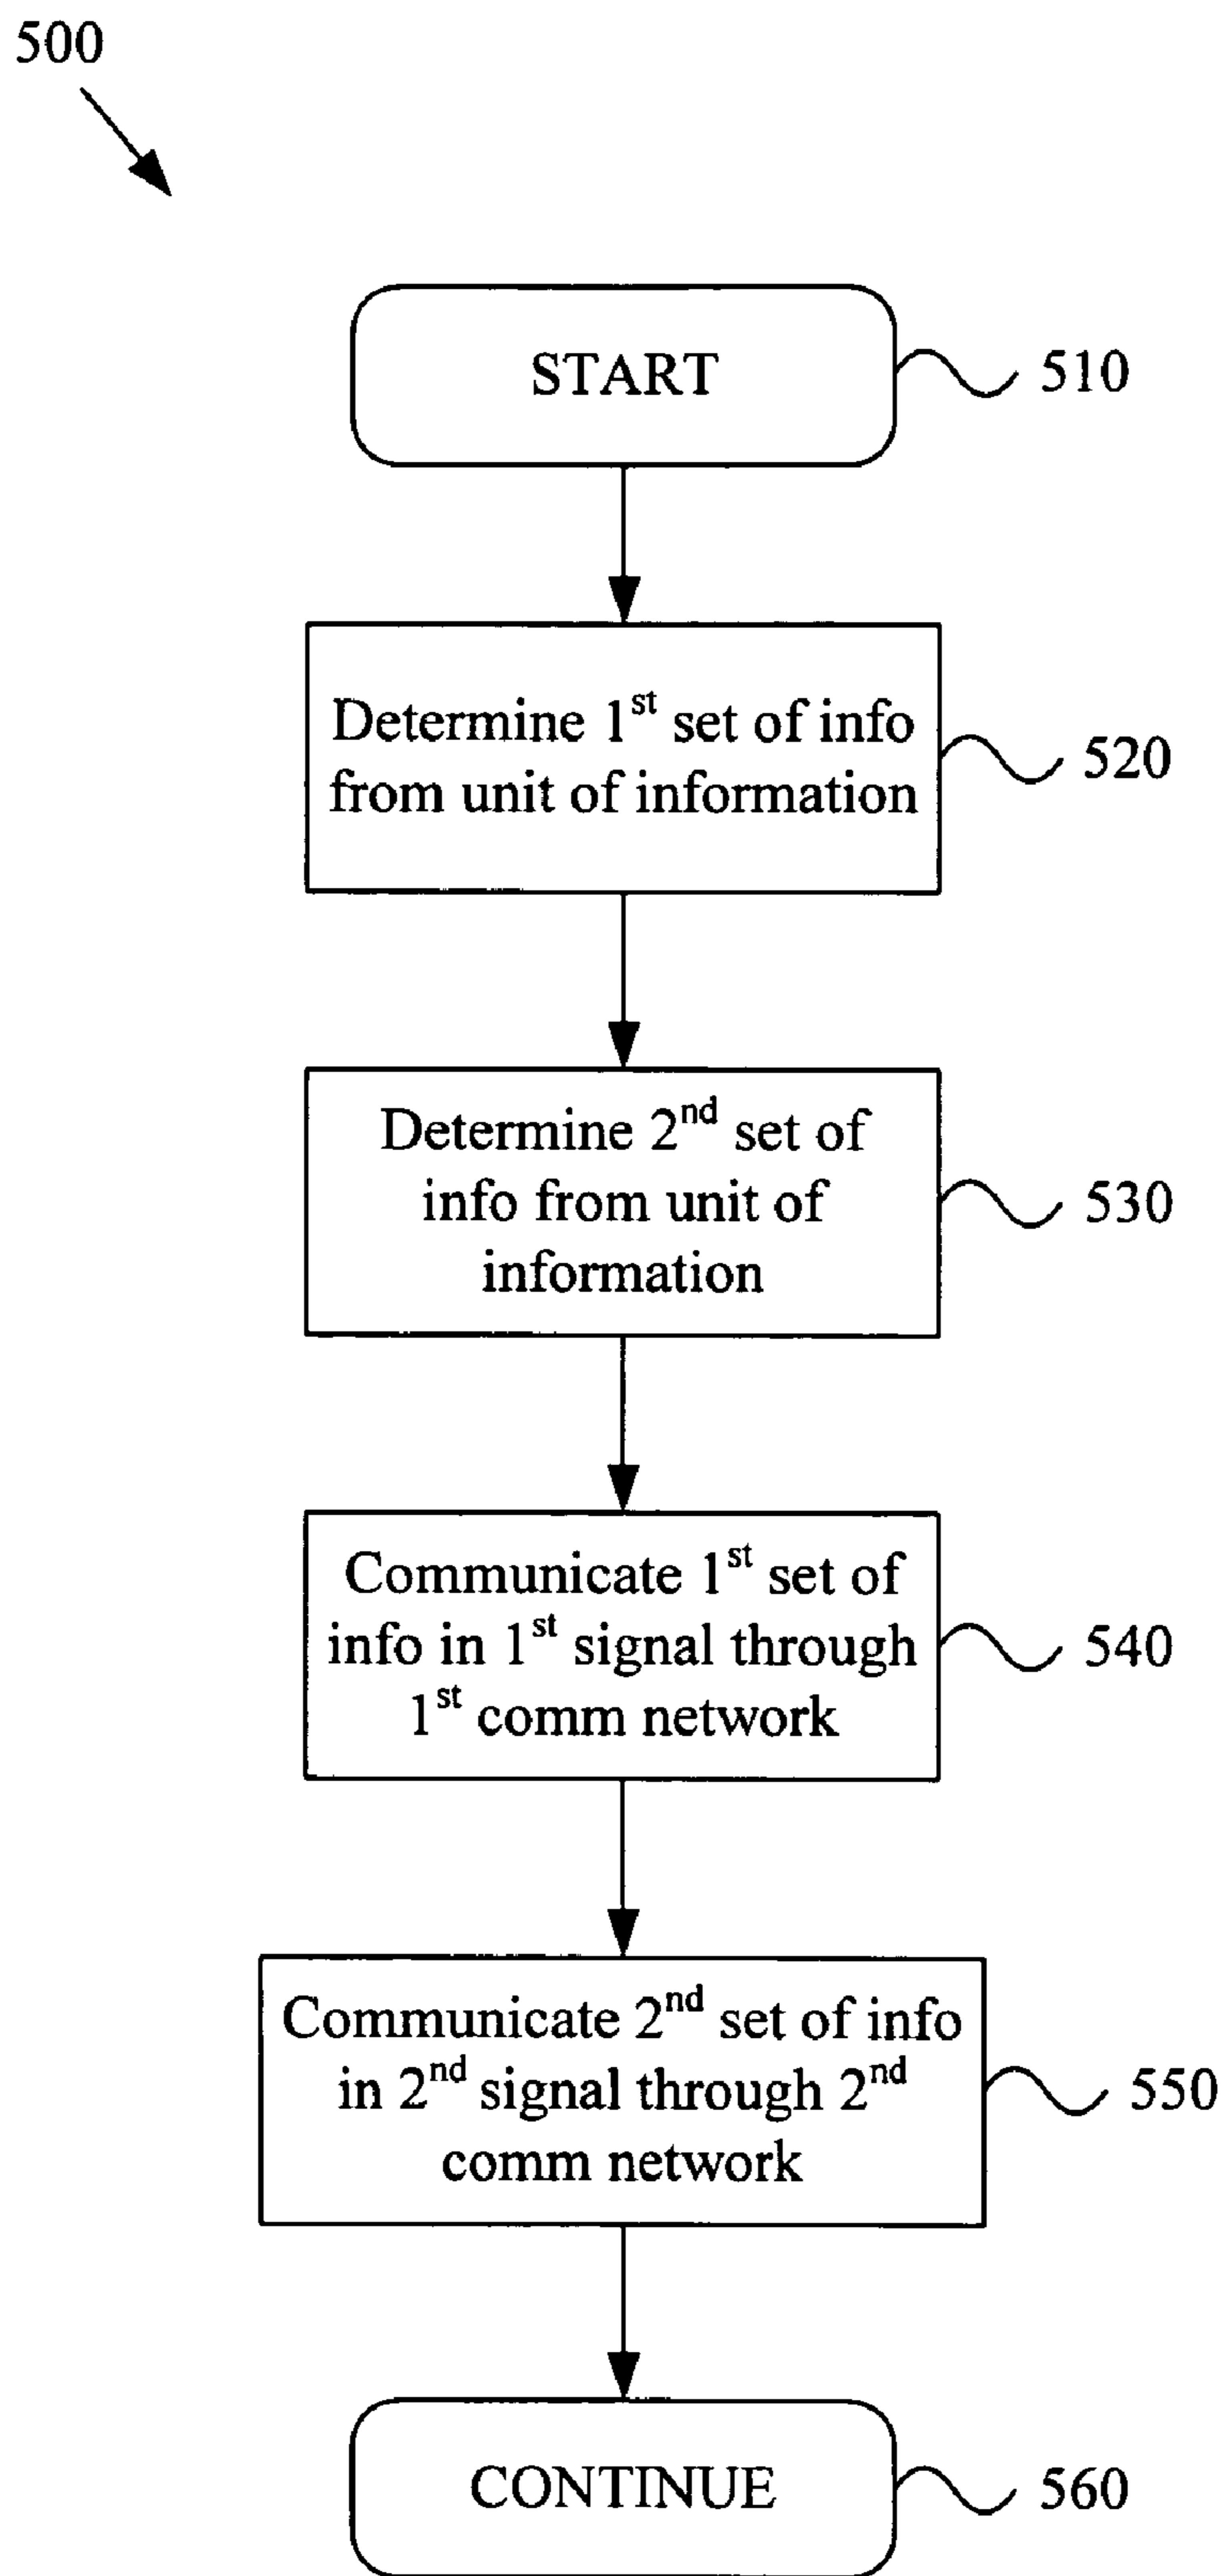 500
START
510
Determine 1st set of info
from unit of information
520
Determine 2nd set of
info from unit of
information
530
Communicate 1st set of
info in 1st signal through
1st comm network
540
Communicate 2nd set of info
in 2nd signal through 2nd
comm network
550
CONTINUE
560